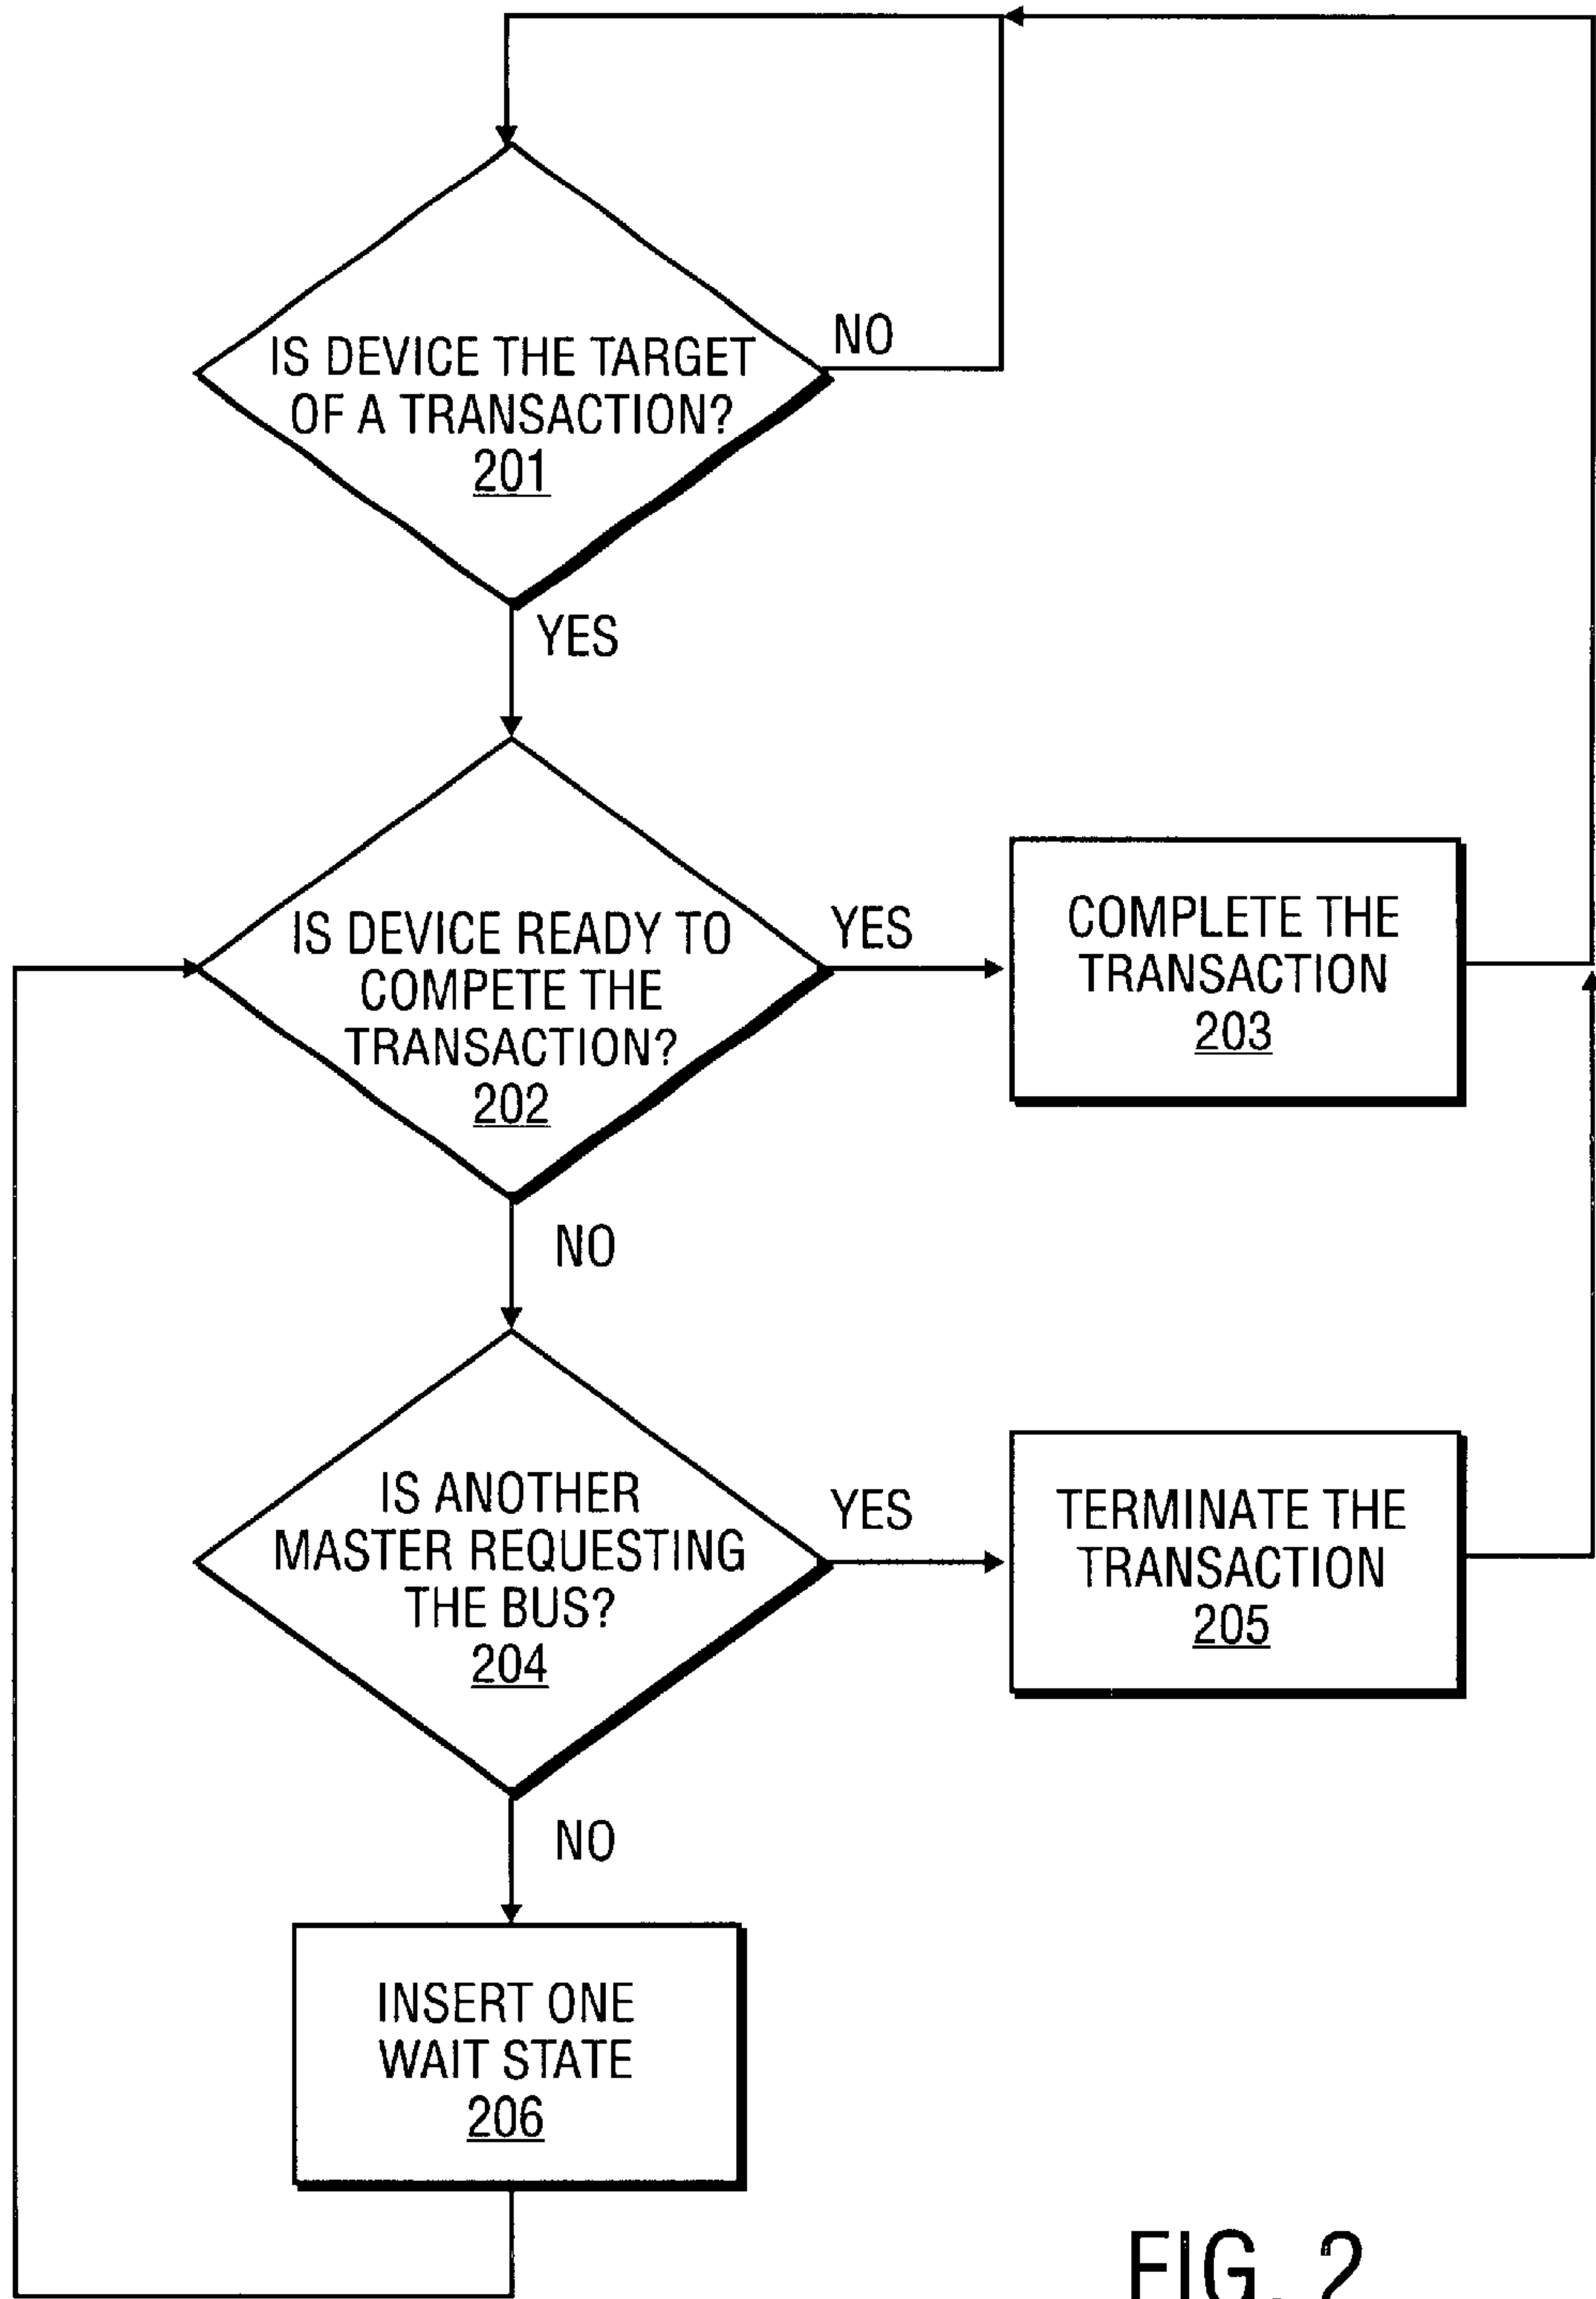 IS DEVICE THE TARGET
OF A TRANSACTION?
201
NO
YES
IS DEVICE READY TO
COMPETE THE
TRANSACTION?
202
YES
COMPLETE THE
TRANSACTION
203
NO
IS ANOTHER
MASTER REQUESTING
THE BUS?
204
YES
TERMINATE THE
TRANSACTION
205
NO
INSERT ONE
WAIT STATE
206
FIG. 2